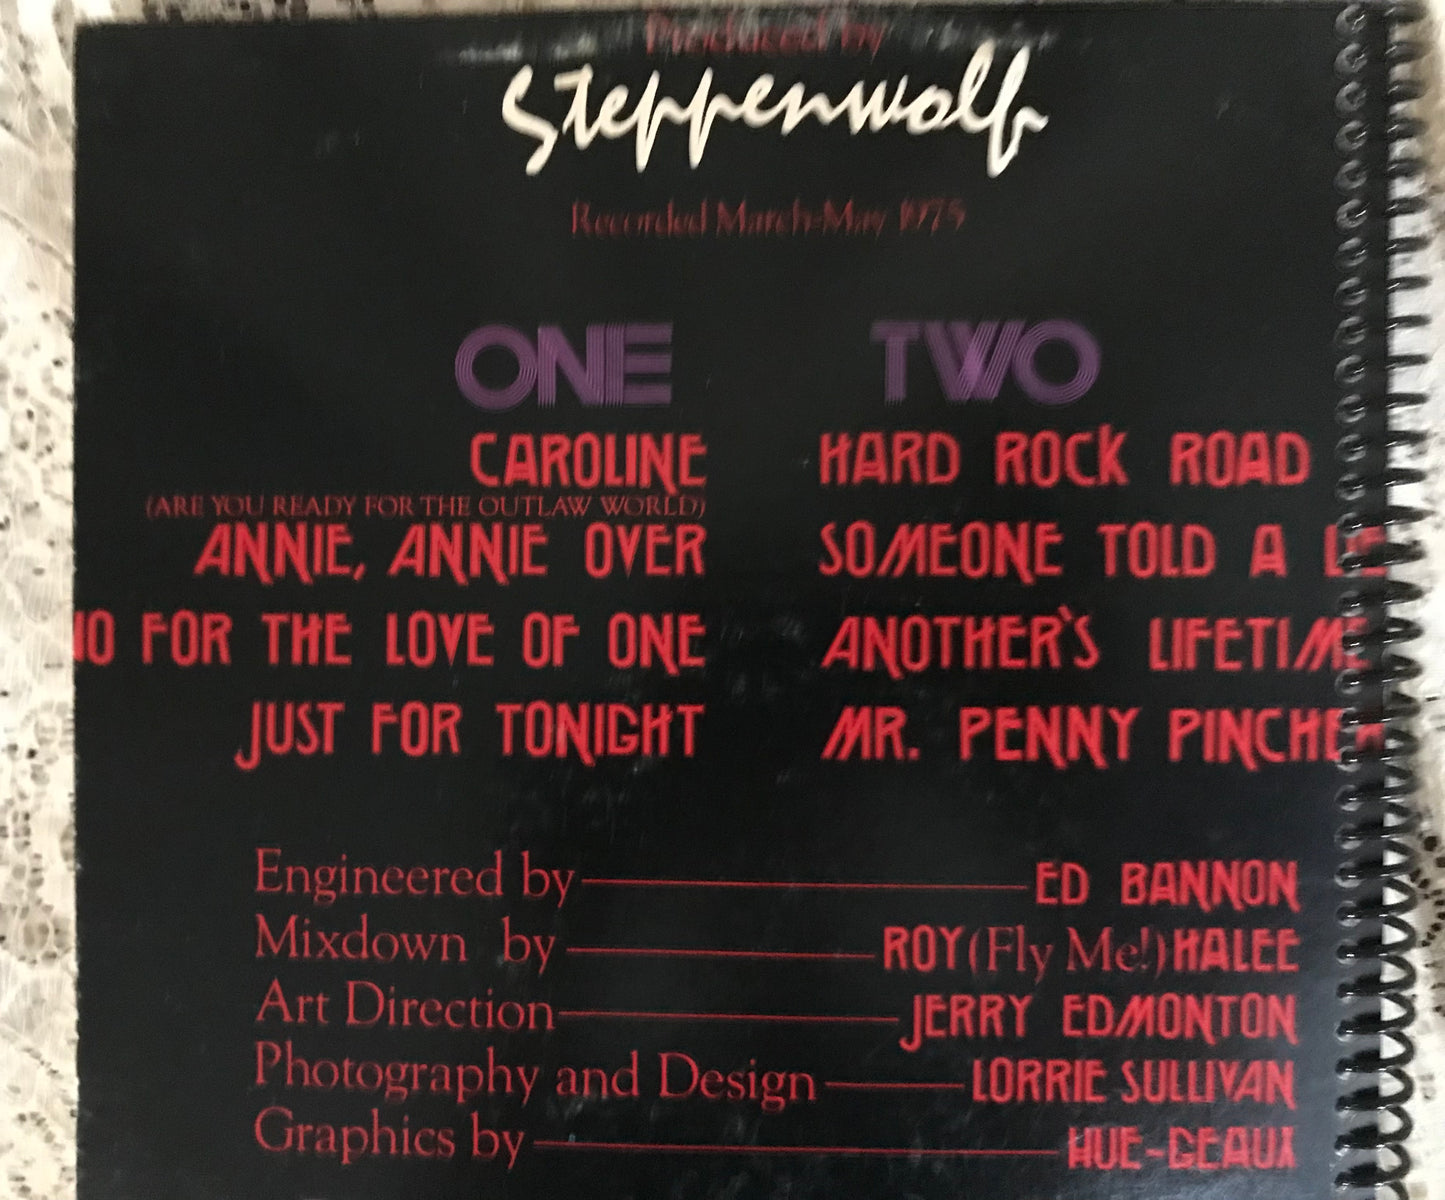 Produced by
Steppenwolf
Recorded March-May 1975
ONE
CAROLINE
(ARE YOU READY FOR THE OUTLAW WORLD)
ANNIE, ANNIE OVER
FOR THE LOVE OF ONE
JUST FOR TONIGHT
TWO
HARD ROCK ROAD
SOMEONE TOLD A
ANOTHER'S LIFETIME
MR. PENNY PINCHER
Engineered by ED BANNON
Mixdown by ROY (Fly Me!) HALEE
Art Direction JERRY EDMONTON
Photography and Design LORRIE SULLIVAN
Graphics by HUE-GEAUX